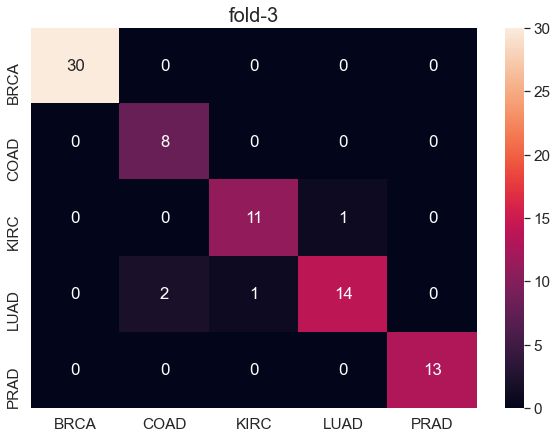 fold-3
BRCA 30 0 0 0 0
COAD 0 8 0 0 0
KIRC 0 0 11 1 0
LUAD 0 2 1 14 0
PRAD 0 0 0 0 13
BRCA COAD KIRC LUAD PRAD
30
25
20
15
10
5
0